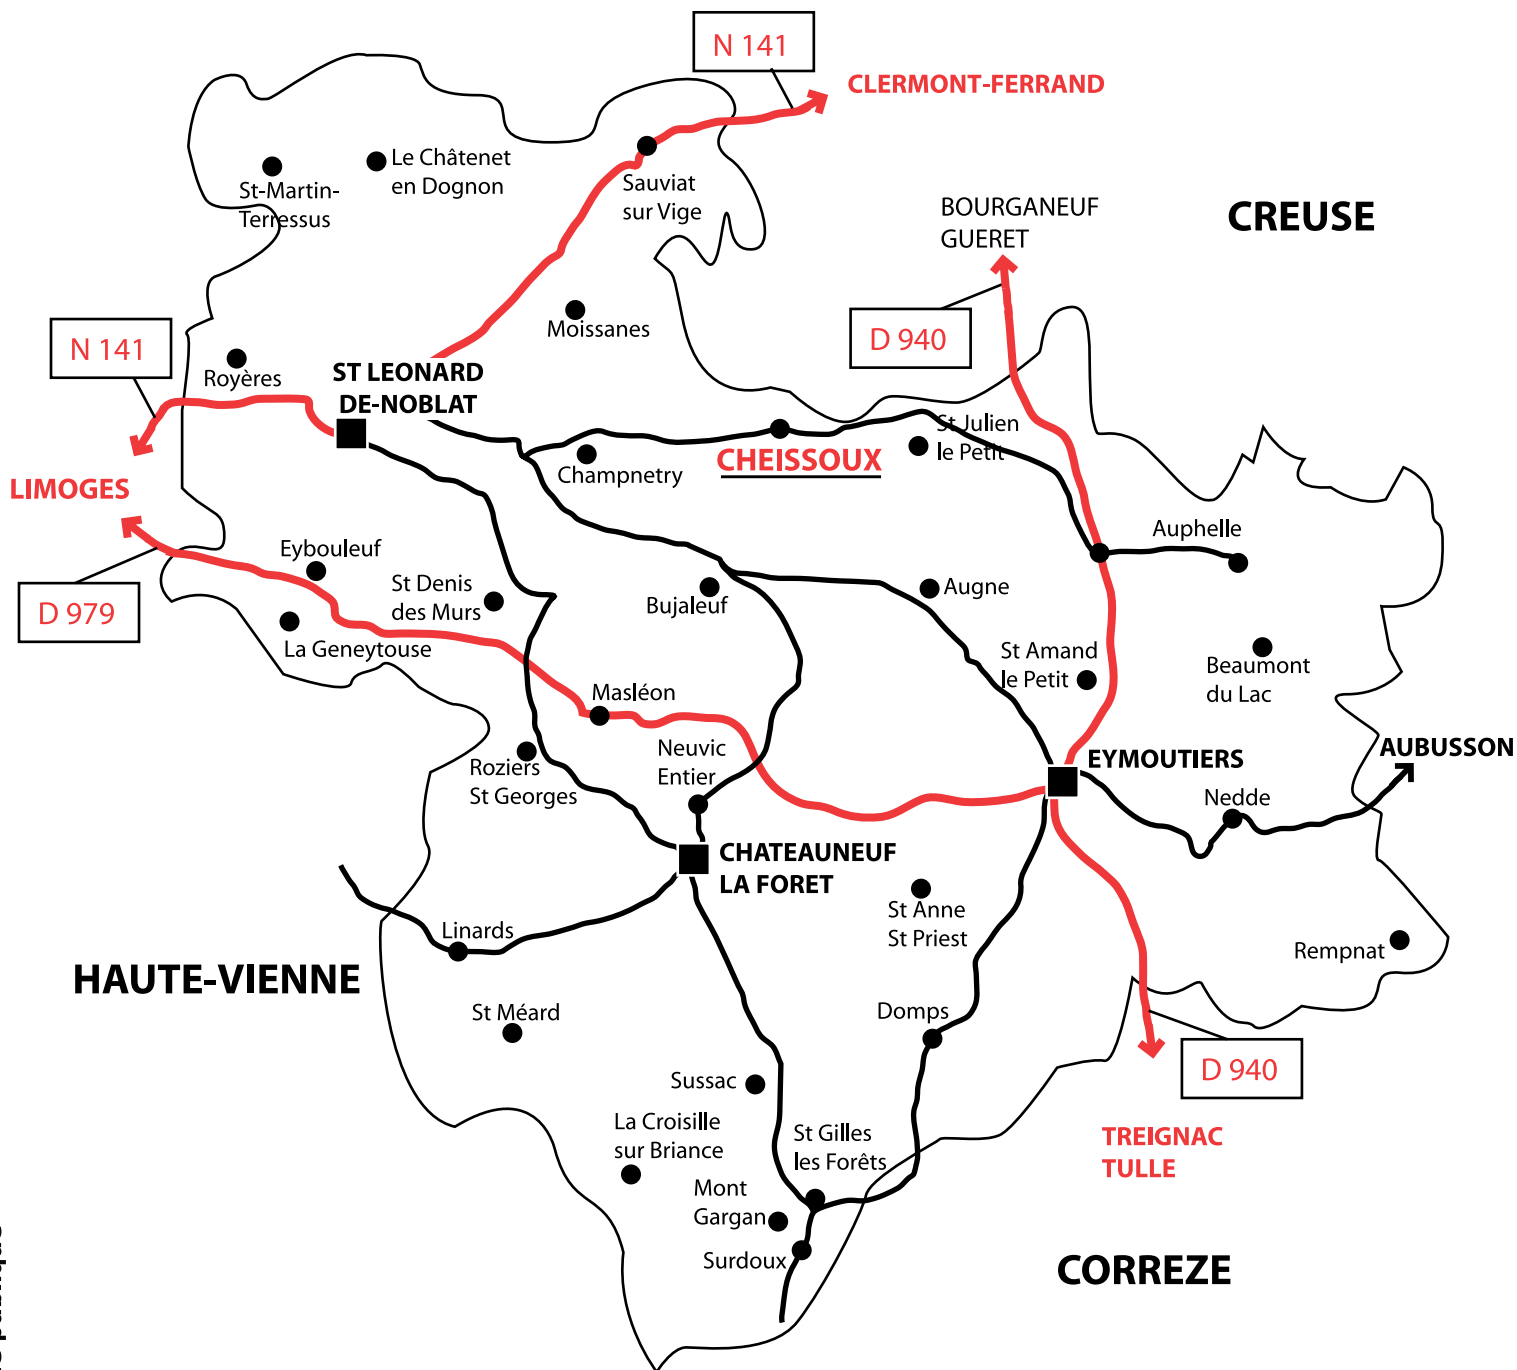 N 141
CLERMONT-FERRAND
Le Châtenet
en Dognon
St-Martin-
Terressus
Sauviat
sur Vige
BOURGANEUF
GUERET
CREUSE
Moissanes
D 940
N 141
Royères
ST LEONARD
DE-NOBLAT
St Julien
le Petit
CHEISSOUX
Champnetry
LIMOGES
Auphelle
Eybouleuf
St Denis
des Murs
Bujaleuf
Augne
D 979
La Geneytouse
St Amand
le Petit
Beaumont
du Lac
Masléon
Neuvic
Entier
EYMOUTIERS
AUBUSSON
Roziers
St Georges
Nedde
CHATEAUNEUF
LA FORET
St Anne
St Priest
Linards
Rempnat
HAUTE-VIENNE
St Méard
Domps
Sussac
D 940
La Croisille
sur Briance
St Gilles
les Forêts
TREIGNAC
TULLE
Mont
Gargan
Surdoux
CORREZE
publique